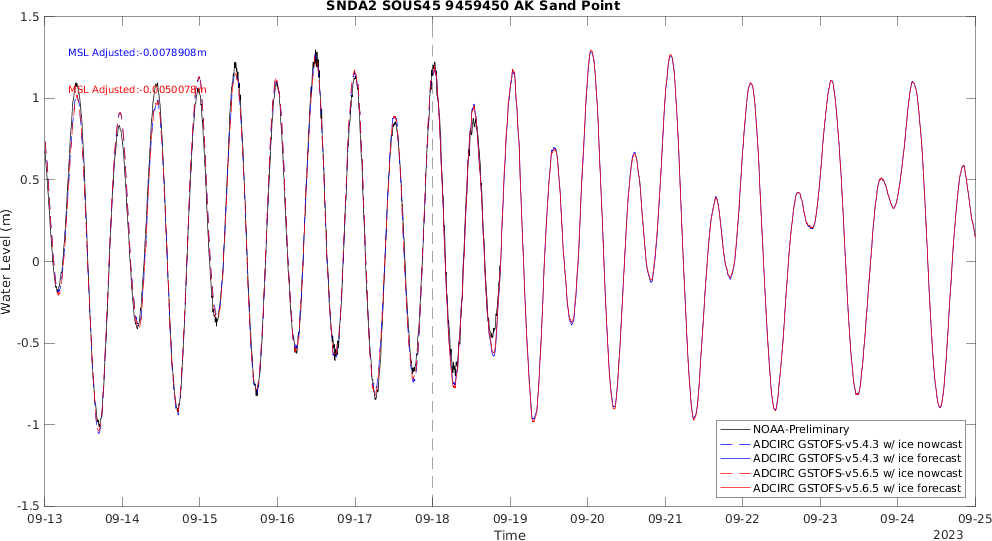 SNDA2 SOUS45 9459450 AK Sand Point
1.5
MSL Adjusted:-0.0078908m
MSL Adjusted:-0.0050078m
1
0.5
0
-0.5
-1
-1.5
Water Level (m)
NOAA-Preliminary
ADCIRC GSTOFS-v5.4.3 w/ ice nowcast
ADCIRC GSTOFS-v5.4.3 w/ ice forecast
ADCIRC GSTOFS-v5.6.5 w/ ice nowcast
ADCIRC GSTOFS-v5.6.5 w/ ice forecast
09-13 09-14 09-15 09-16 09-17 09-18 09-19 09-20 09-21 09-22 09-23 09-24 09-25
Time
2023